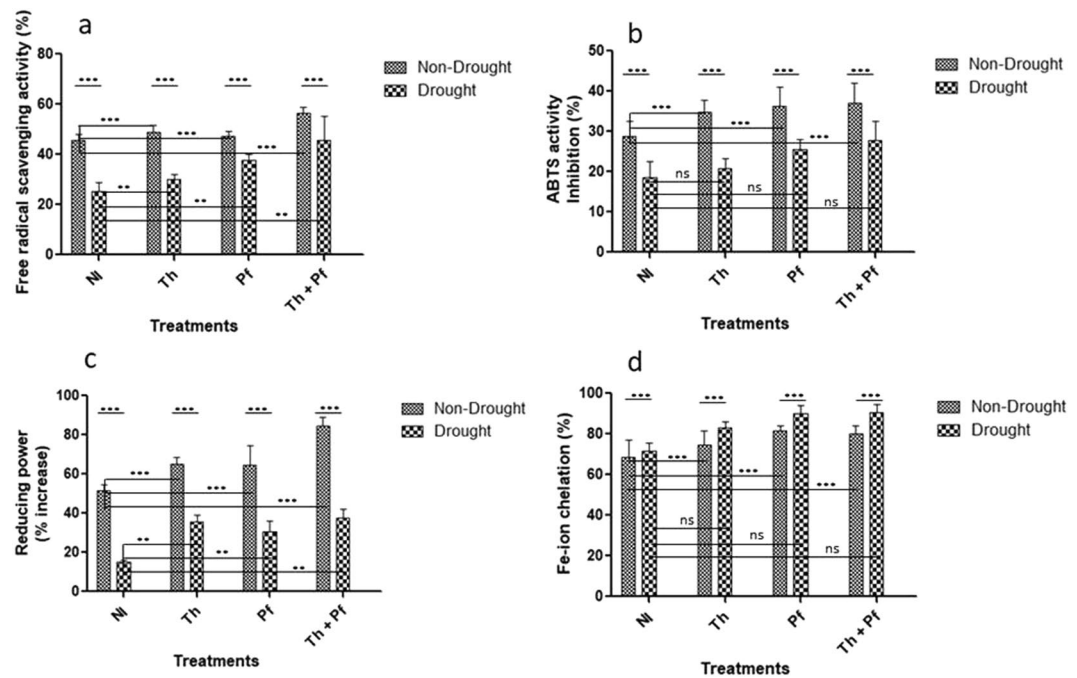 a
Free radical scavenging activity (%)
80
60
40
20
0
*** *** *** ***
***
***
***
**
**
**
NI Th Pf Th + Pf
Treatments
Non-Drought
Drought
b
ABTS activity
Inhibition (%)
50
40
30
20
10
0
*** *** *** ***
***
***
***
ns
ns
ns
NI Th Pf Th + Pf
Treatments
Non-Drought
Drought
c
Reducing power
(% increase)
100
80
60
40
20
0
*** *** *** ***
***
***
***
**
**
**
NI Th Pf Th + Pf
Treatments
Non-Drought
Drought
d
Fe-ion chelation (%)
100
80
60
40
20
0
*** *** *** ***
***
***
***
ns
ns
ns
NI Th Pf Th + Pf
Treatments
Non-Drought
Drought